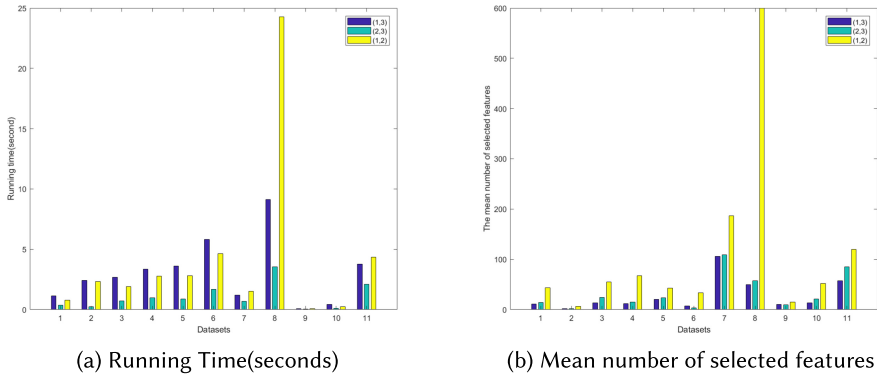 25
20
15
10
5
0
Running time(second)
1 2 3 4 5 6 7 8 9 10 11
Datasets
(1,3)
(2,3)
(1,2)
(a) Running Time(seconds)
600
500
400
300
200
100
0
The mean number of selected features
1 2 3 4 5 6 7 8 9 10 11
Datasets
(1,3)
(2,3)
(1,2)
(b) Mean number of selected features